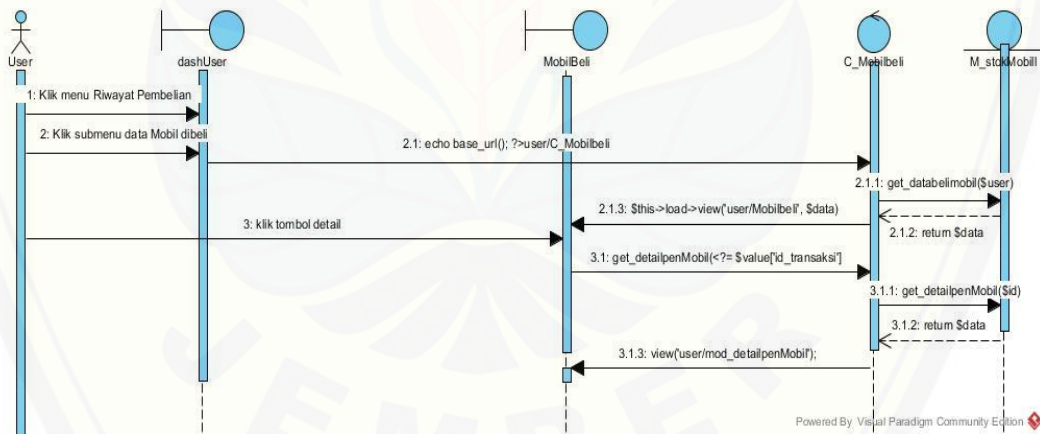 User
dashUser
MobilBeli
C_Mobilbeli
M_stokMobill
1: Klik menu Riwayat Pembelian
2: Klik submenu data Mobil dibeli
2.1: echo base_url(); ?>user/C_Mobilbeli
2.1.1: get_databelimobil($user)
2.1.3: $this->load->view('user/Mobilbeli', $data)
2.1.2: return $data
3: klik tombol detail
3.1: get_detailpenMobil(<?= $value['id_transaksi']
3.1.1: get_detailpenMobil($id)
3.1.2: return $data
3.1.3: view('user/mod_detailpenMobil');
JEMBER
Powered By Visual Paradigm Community Edition